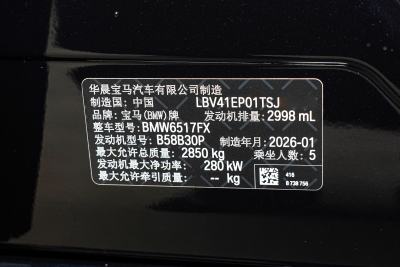 华晨宝马汽车有限公司制造
制造国：中国 LBV41EP01TSJ
品牌：宝马(BMW)牌 发动机排量：2998 mL
整车型号：BMW6517FX
发动机型号：B58B30P 制造年月：2026-01
最大允许总质量：2850 kg 乘坐人数：5
发动机最大净功率：280 kW
最大允许牵引质量：-- kg
416
8 738 756